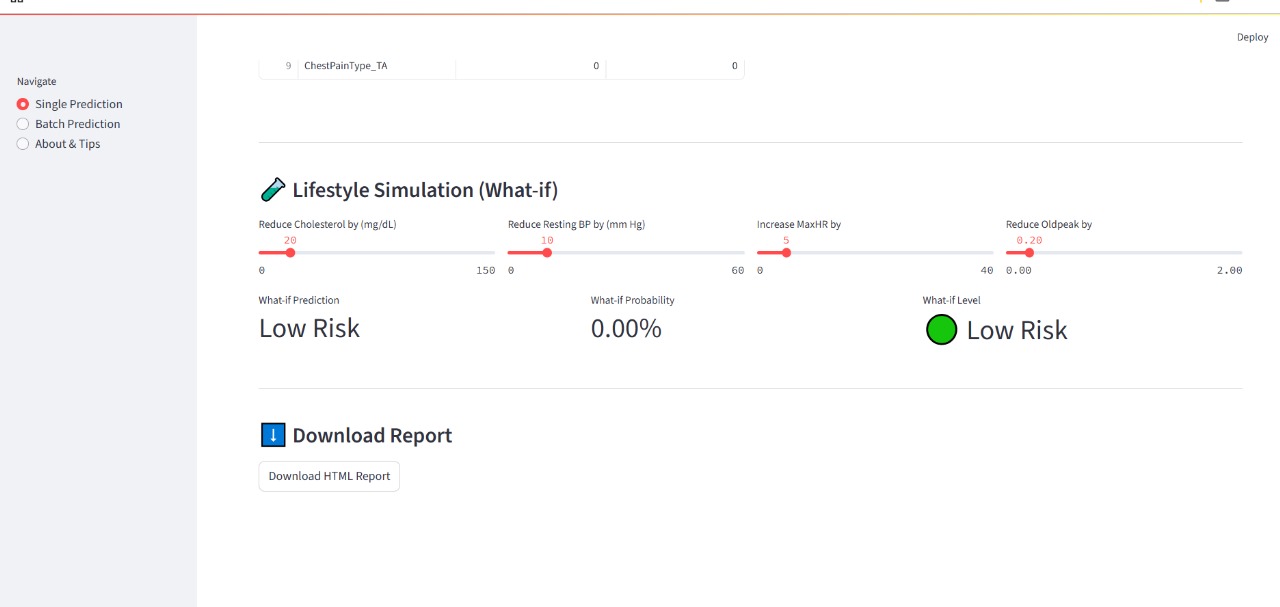 Deploy
9 ChestPainType_TA 0 0
Navigate
Single Prediction
Batch Prediction
About & Tips
Lifestyle Simulation (What-if)
Reduce Cholesterol by (mg/dL) Reduce Resting BP by (mm Hg) Increase MaxHR by Reduce Oldpeak by
20 10 5 0.20
0 150 0 60 0 40 0.00 2.00
What-if Prediction What-if Probability What-if Level
Low Risk 0.00% Low Risk
Download Report
Download HTML Report